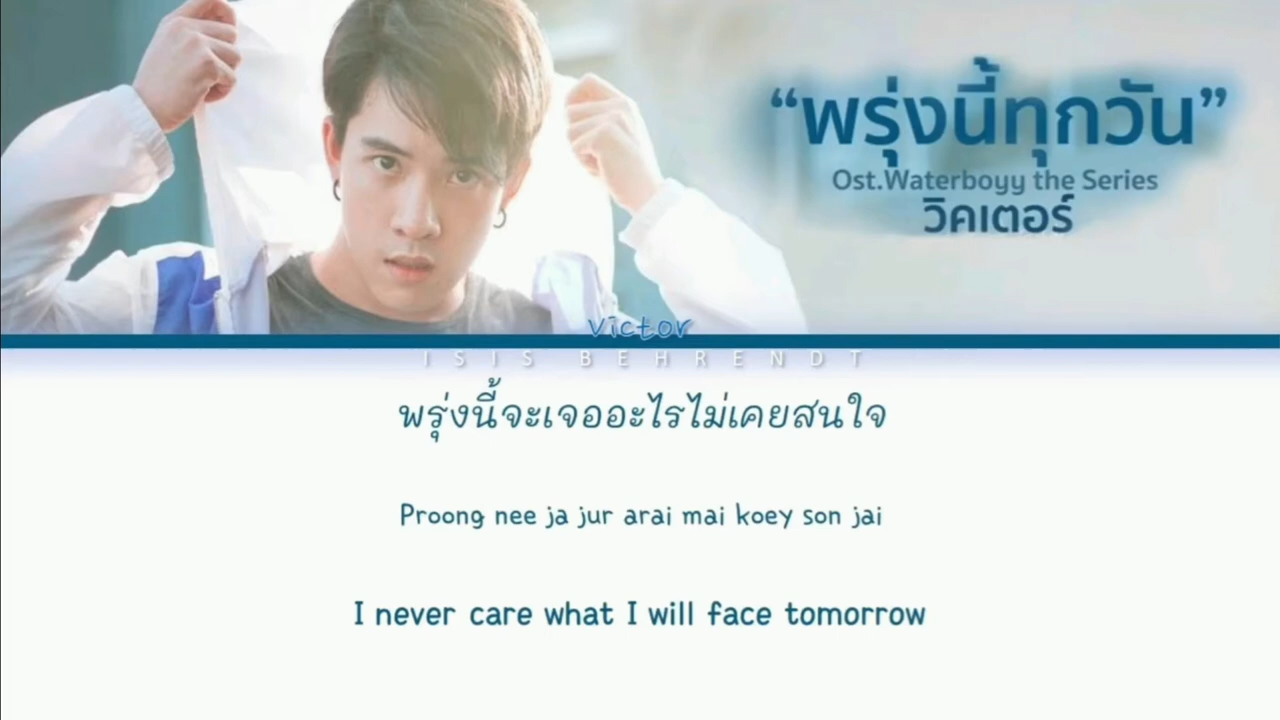 “พรุ่งนี้ทุกวัน”
Ost.Waterboyy the Series
วิคเตอร์
Victor
ISIS BEHRENDT
พรุ่งนี้จะเจออะไรไม่เคยสนใจ
Proong nee ja jur arai mai koey son jai
I never care what I will face tomorrow